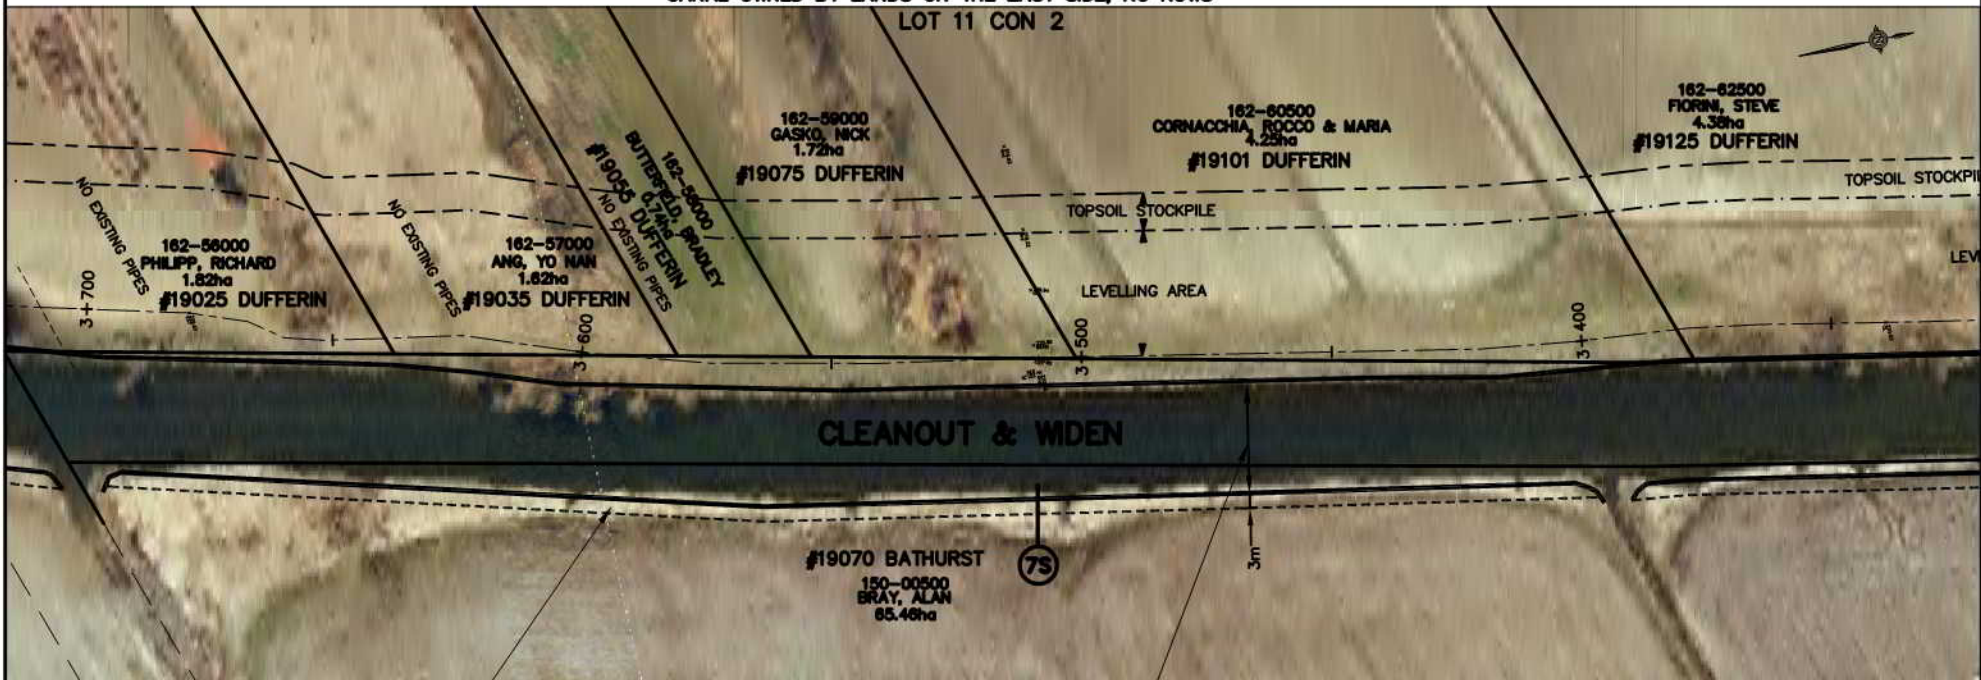 LOT 11 CON 2
162-56000
PHILIPP, RICHARD
1.82ha
#19025 DUFFERIN
NO EXISTING PIPES
162-57000
ANG, YO NAN
1.62ha
#19035 DUFFERIN
NO EXISTING PIPES
162-58000
BUTTERFIELD, BRADLEY
0.74ha
#19055 DUFFERIN
NO EXISTING PIPES
162-59000
GASKO, NICK
1.72ha
#19075 DUFFERIN
162-60500
CORNACCHIA, ROCCO & MARIA
4.25ha
#19101 DUFFERIN
162-62500
FIORINI, STEVE
4.38ha
#19125 DUFFERIN
TOPSOIL STOCKPILE
TOPSOIL STOCKPI
LEVELLING AREA
LEV
3+700
3+600
3+500
3+400
CLEANOUT & WIDEN
#19070 BATHURST
150-00500
BRAY, ALAN
65.46ha
7S
3m